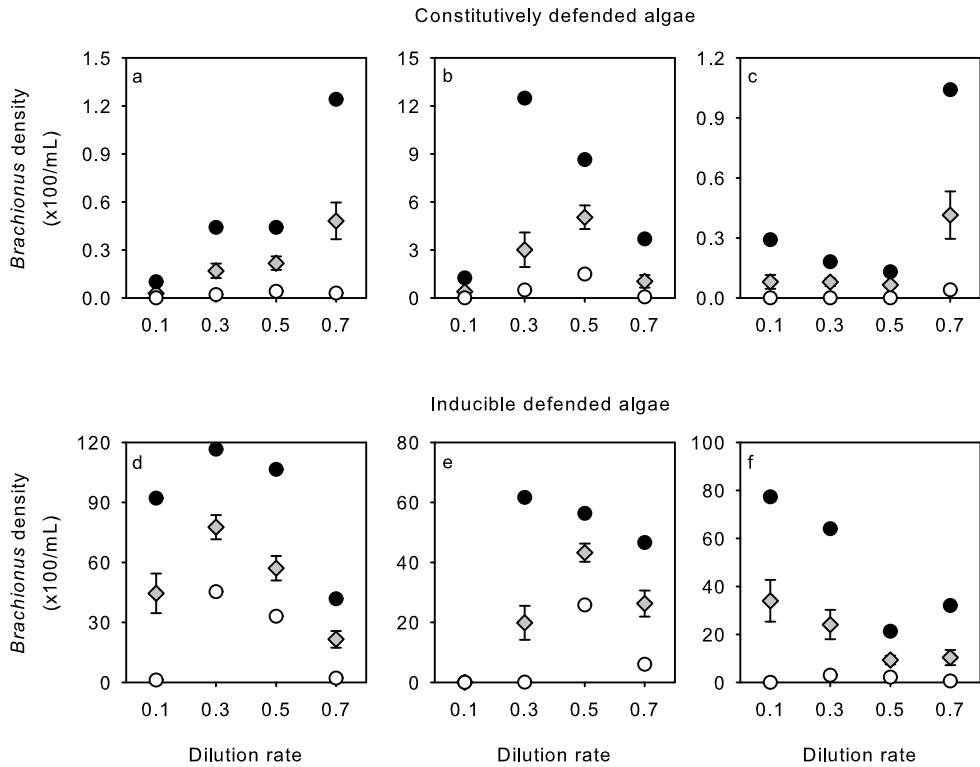 Constitutively defended algae
Brachionus density
(x100/mL)
a
1.5
1.2
0.9
0.6
0.3
0.0
0.1 0.3 0.5 0.7
b
15
12
9
6
3
0
0.1 0.3 0.5 0.7
c
1.2
0.9
0.6
0.3
0.0
0.1 0.3 0.5 0.7
Inducible defended algae
Brachionus density
(x100/mL)
d
120
90
60
30
0
0.1 0.3 0.5 0.7
Dilution rate
e
80
60
40
20
0
0.1 0.3 0.5 0.7
Dilution rate
f
100
80
60
40
20
0
0.1 0.3 0.5 0.7
Dilution rate